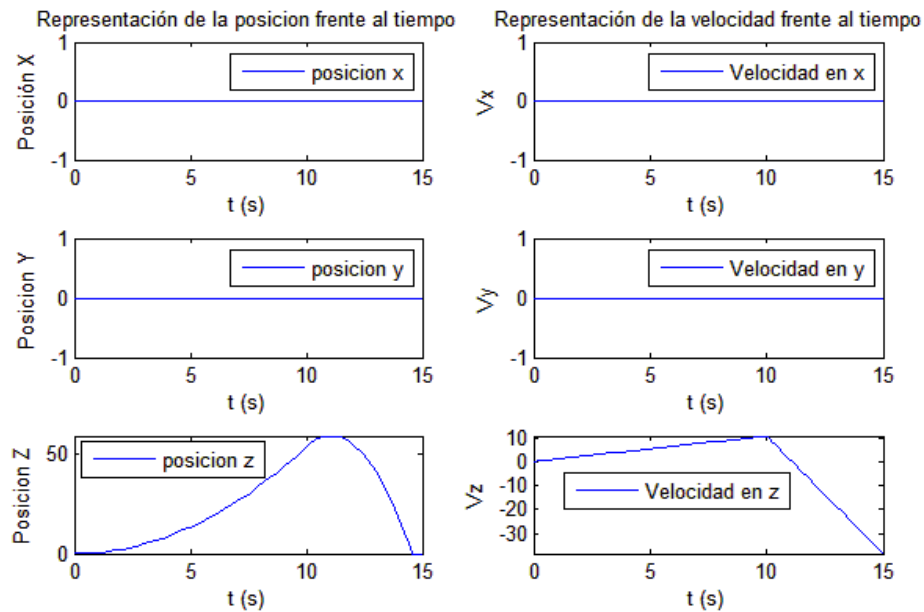 Representación de la posicion frente al tiempo
Representación de la velocidad frente al tiempo
Posición X
1
0
-1
posicion x
0 5 10 15
t (s)
Vx
1
0
-1
Velocidad en x
0 5 10 15
t (s)
Posicion Y
1
0
-1
posicion y
0 5 10 15
t (s)
Vy
1
0
-1
Velocidad en y
0 5 10 15
t (s)
Posicion Z
50
0
posicion z
0 5 10 15
t (s)
Vz
10
0
-10
-20
-30
Velocidad en z
0 5 10 15
t (s)